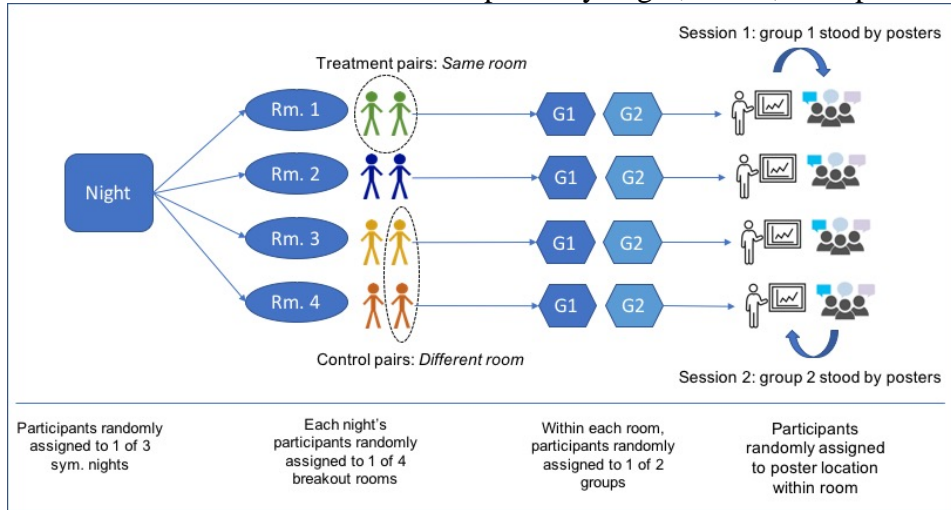 Session 1: group 1 stood by posters
Treatment pairs: Same room
Night
Rm. 1
G1
G2
Rm. 2
G1
G2
Rm. 3
G1
G2
Rm. 4
G1
G2
Control pairs: Different room
Session 2: group 2 stood by posters
Participants randomly
assigned to 1 of 3
sym. nights
Each night's
participants randomly
assigned to 1 of 4
breakout rooms
Within each room,
participants randomly
assigned to 1 of 2
groups
Participants
randomly assigned
to poster location
within room